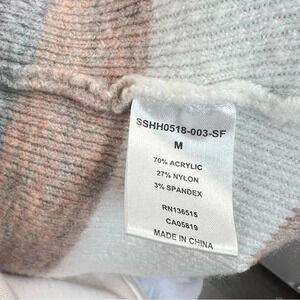 SSHH0518-003-SF
M
70% ACRYLIC
27% NYLON
3% SPANDEX
RN136515
CA05819
MADE IN CHINA